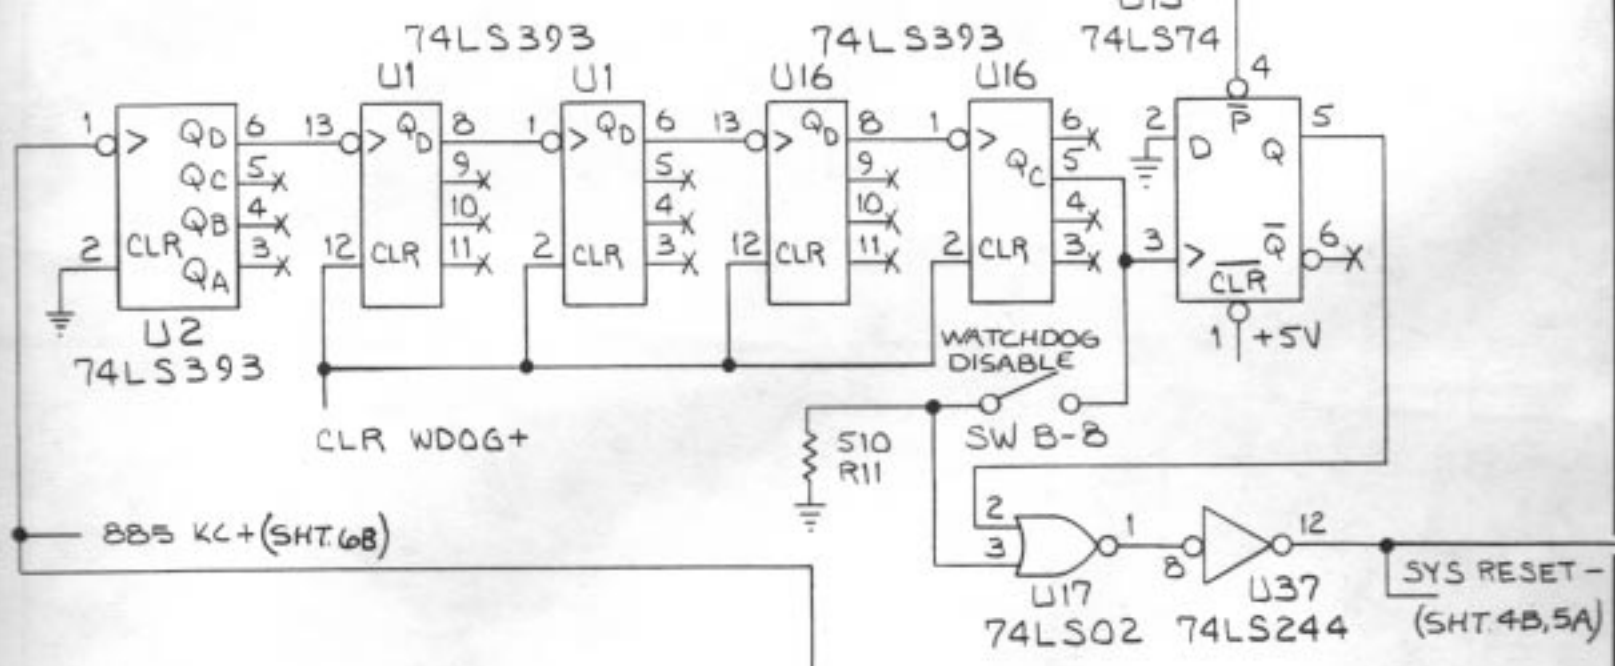 74LS393
74LS393
74LS74
U1
U1
U16
U16
4
1 > QD 6
QC 5 X
QB 4 X
2 CLR QA 3 X
U2
74LS393
13 > QD 8
9 X
10 X
12 CLR 11 X
1 > QD 6
5 X
4 X
2 CLR 3 X
13 > QD 8
9 X
10 X
12 CLR 11 X
1 > 6 X
QC 5
4 X
2 CLR 3 X
P
2 D Q 5
3 > Q 6 X
CLR
1 +5V
WATCHDOG
DISABLE
SW B-8
CLR WDOG+
510
R11
885 KC+(SHT.6B)
2
3
1
U17
74LS02
8
12
U37
74LS244
SYS RESET-
(SHT.4B,5A)